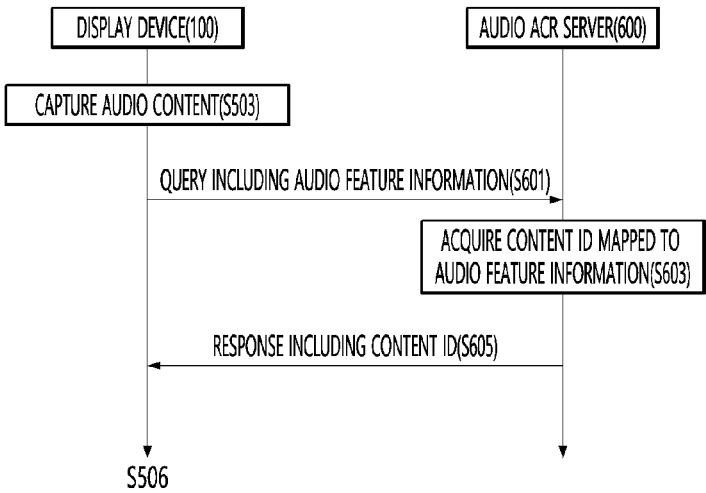 DISPLAY DEVICE(100)
AUDIO ACR SERVER(600)
CAPTURE AUDIO CONTENT(S503)
QUERY INCLUDING AUDIO FEATURE INFORMATION(S601)
ACQUIRE CONTENT ID MAPPED TO
AUDIO FEATURE INFORMATION(S603)
RESPONSE INCLUDING CONTENT ID(S605)
S506